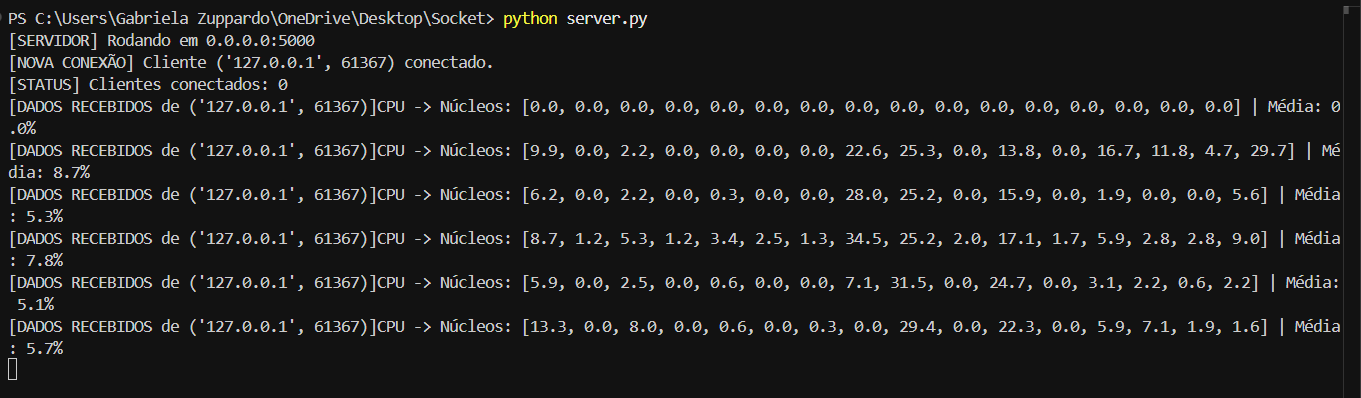 PS C:\Users\Gabriela Zuppardo\OneDrive\Desktop\Socket> python server.py
[SERVIDOR] Rodando em 0.0.0.0:5000
[NOVA CONEXÃO] Cliente ('127.0.0.1', 61367) conectado.
[STATUS] Clientes conectados: 0
[DADOS RECEBIDOS de ('127.0.0.1', 61367)]CPU -> Núcleos: [0.0, 0.0, 0.0, 0.0, 0.0, 0.0, 0.0, 0.0, 0.0, 0.0, 0.0, 0.0, 0.0, 0.0, 0.0, 0.0] | Média: 0
.0%
[DADOS RECEBIDOS de ('127.0.0.1', 61367)]CPU -> Núcleos: [9.9, 0.0, 2.2, 0.0, 0.0, 0.0, 0.0, 22.6, 25.3, 0.0, 13.8, 0.0, 16.7, 11.8, 4.7, 29.7] | Mé
dia: 8.7%
[DADOS RECEBIDOS de ('127.0.0.1', 61367)]CPU -> Núcleos: [6.2, 0.0, 2.2, 0.0, 0.3, 0.0, 0.0, 28.0, 25.2, 0.0, 15.9, 0.0, 1.9, 0.0, 0.0, 5.6] | Média
: 5.3%
[DADOS RECEBIDOS de ('127.0.0.1', 61367)]CPU -> Núcleos: [8.7, 1.2, 5.3, 1.2, 3.4, 2.5, 1.3, 34.5, 25.2, 2.0, 17.1, 1.7, 5.9, 2.8, 2.8, 9.0] | Média
: 7.8%
[DADOS RECEBIDOS de ('127.0.0.1', 61367)]CPU -> Núcleos: [5.9, 0.0, 2.5, 0.0, 0.6, 0.0, 0.0, 7.1, 31.5, 0.0, 24.7, 0.0, 3.1, 2.2, 0.6, 2.2] | Média:
 5.1%
[DADOS RECEBIDOS de ('127.0.0.1', 61367)]CPU -> Núcleos: [13.3, 0.0, 8.0, 0.0, 0.6, 0.0, 0.3, 0.0, 29.4, 0.0, 22.3, 0.0, 5.9, 7.1, 1.9, 1.6] | Média
: 5.7%